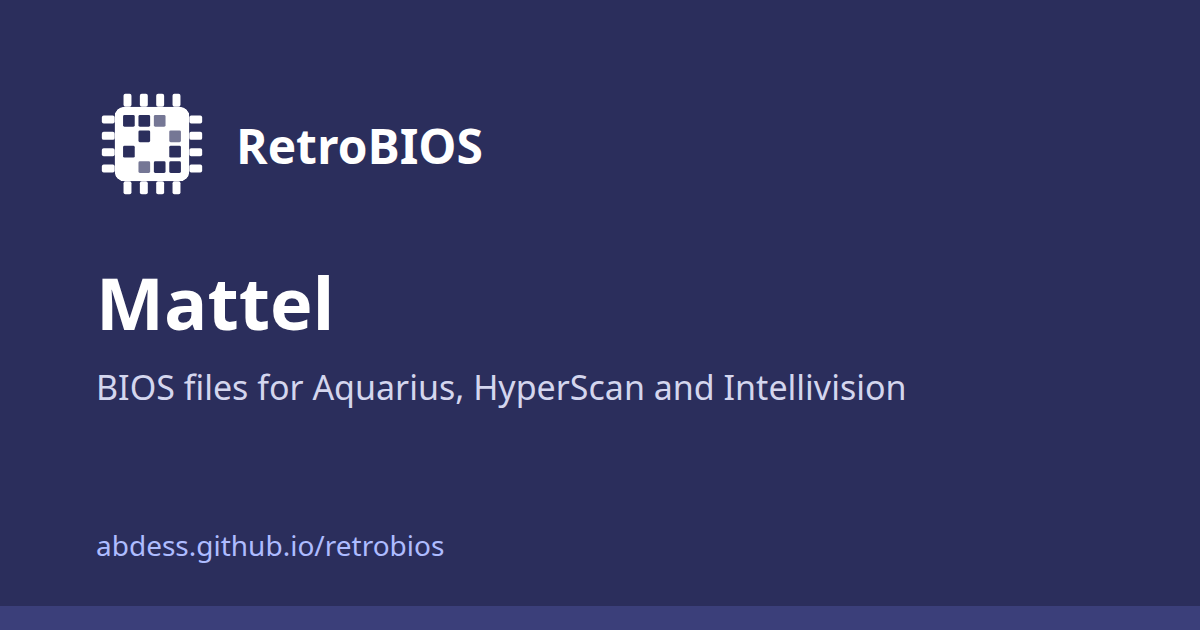 RetroBIOS
Mattel
BIOS files for Aquarius, HyperScan and Intellivision
abdess.github.io/retrobios